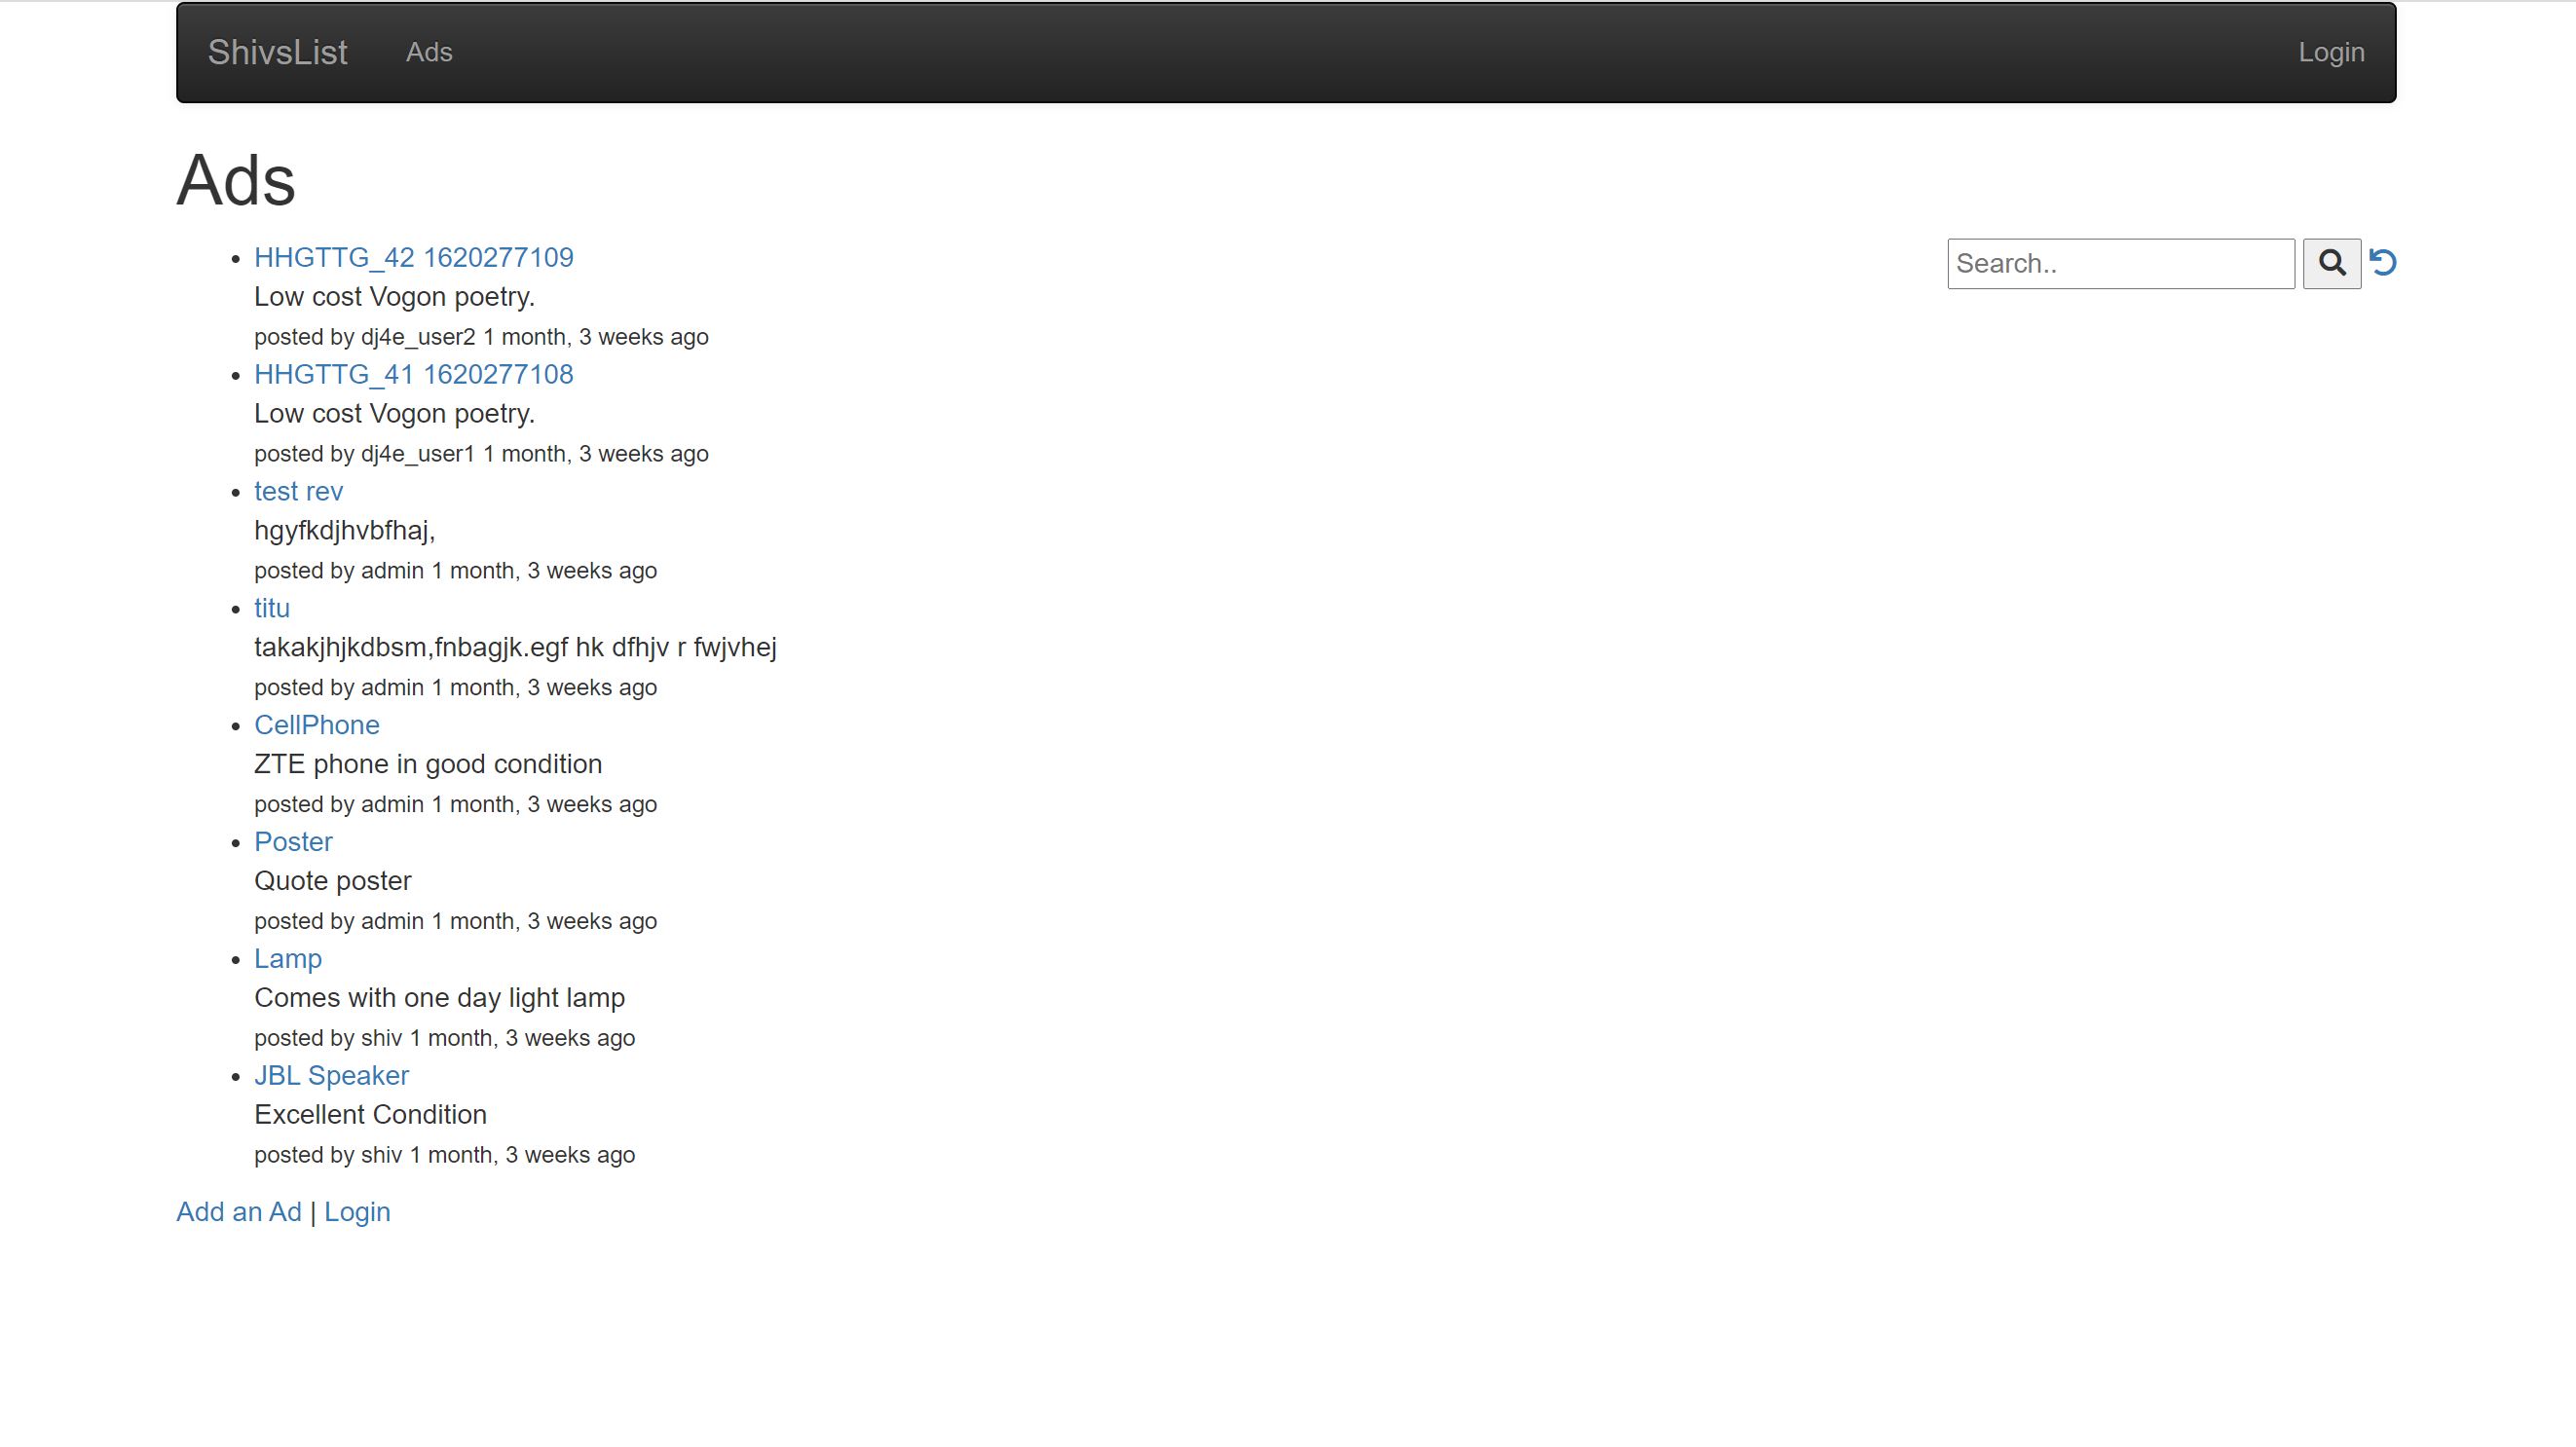 ShivsList Ads Login
Ads
HHGTTG_42 1620277109
Search..
Low cost Vogon poetry.
posted by dj4e_user2 1 month, 3 weeks ago
HHGTTG_41 1620277108
Low cost Vogon poetry.
posted by dj4e_user1 1 month, 3 weeks ago
test rev
hgyfkdjhvbfhaj,
posted by admin 1 month, 3 weeks ago
titu
takakjhjkdbsm,fnbagjk.egf hk dfhjv r fwjvhej
posted by admin 1 month, 3 weeks ago
CellPhone
ZTE phone in good condition
posted by admin 1 month, 3 weeks ago
Poster
Quote poster
posted by admin 1 month, 3 weeks ago
Lamp
Comes with one day light lamp
posted by shiv 1 month, 3 weeks ago
JBL Speaker
Excellent Condition
posted by shiv 1 month, 3 weeks ago
Add an Ad | Login